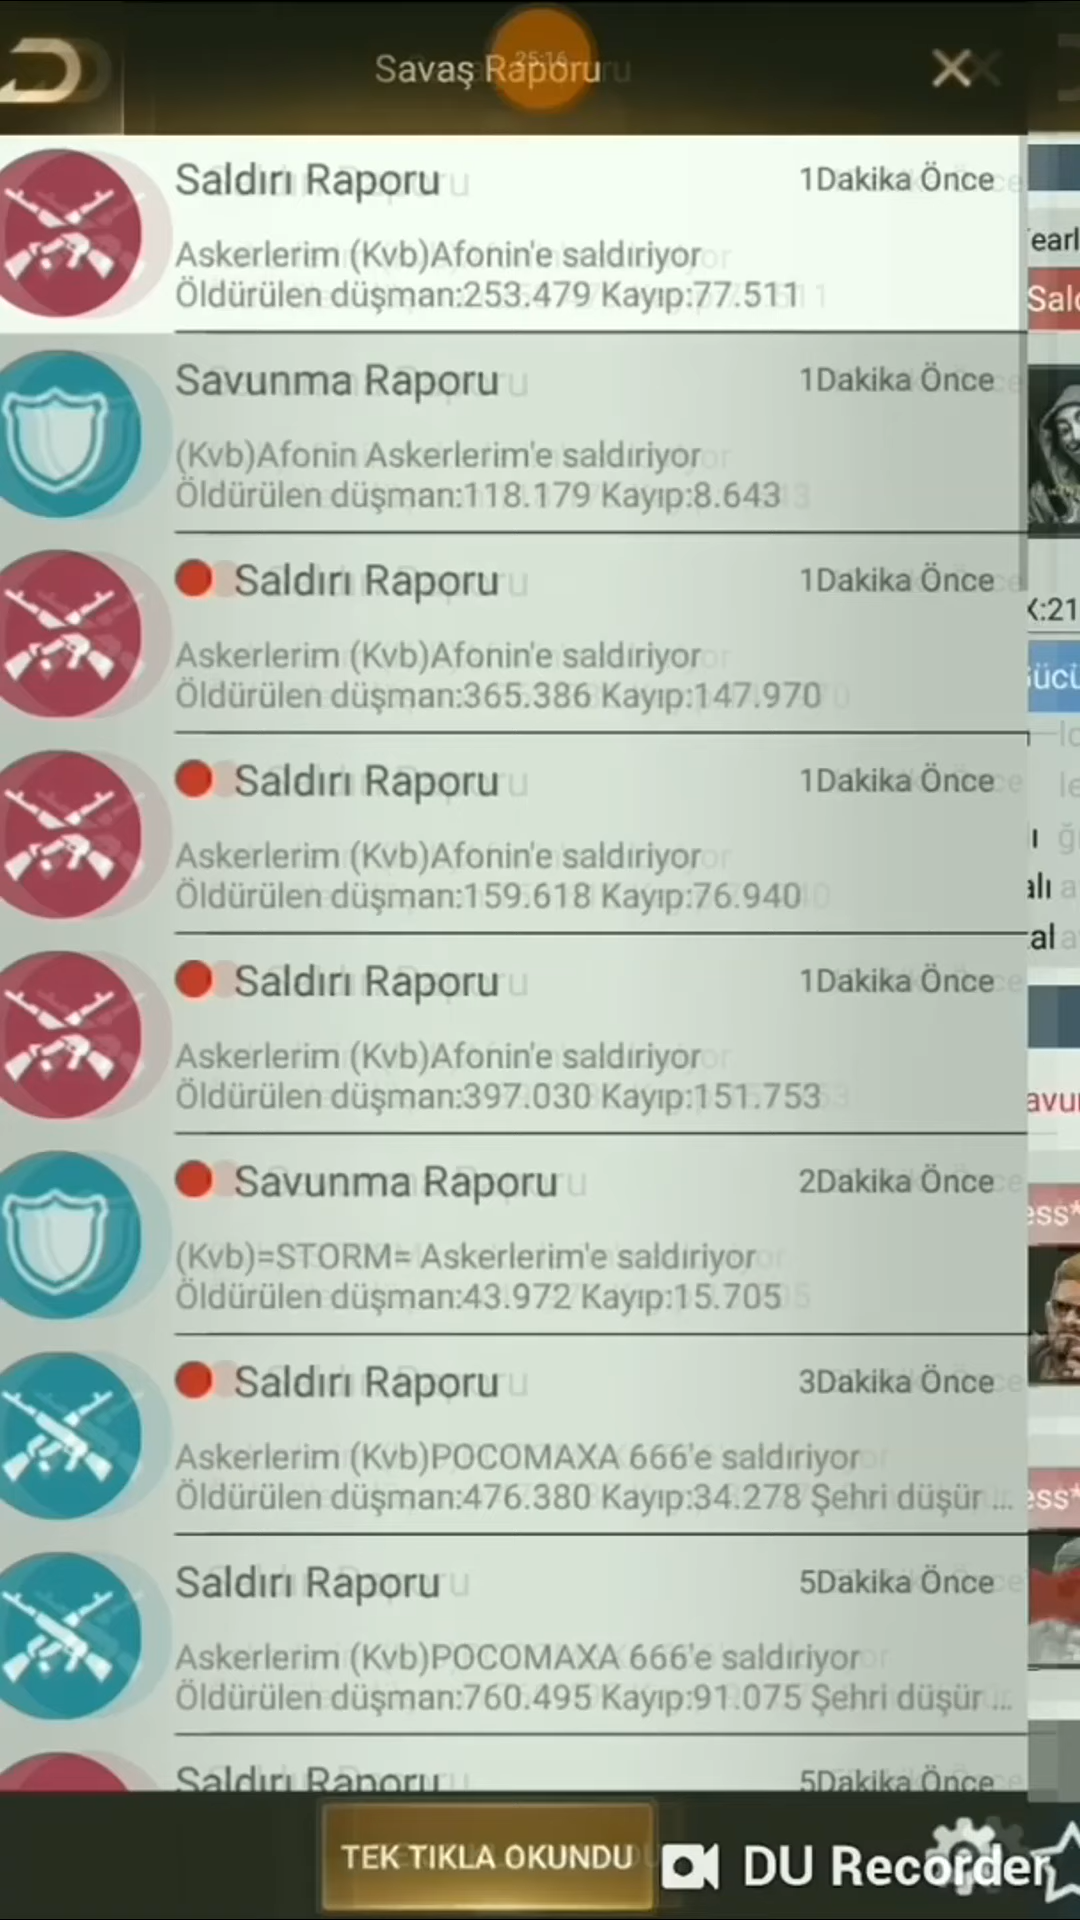 25:16
Savaş Raporu
Saldırı Raporu 1Dakika Önce
Askerlerim (Kvb)Afonin'e saldırıyor
Öldürülen düşman:253.479 Kayıp:77.511
Savunma Raporu 1Dakika Önce
(Kvb)Afonin Askerlerim'e saldırıyor
Öldürülen düşman:118.179 Kayıp:8.643
Saldırı Raporu 1Dakika Önce
Askerlerim (Kvb)Afonin'e saldırıyor
Öldürülen düşman:365.386 Kayıp:147.970
Saldırı Raporu 1Dakika Önce
Askerlerim (Kvb)Afonin'e saldırıyor
Öldürülen düşman:159.618 Kayıp:76.940
Saldırı Raporu 1Dakika Önce
Askerlerim (Kvb)Afonin'e saldırıyor
Öldürülen düşman:397.030 Kayıp:151.753
Savunma Raporu 2Dakika Önce
(Kvb)=STORM= Askerlerim'e saldırıyor
Öldürülen düşman:43.972 Kayıp:15.705
Saldırı Raporu 3Dakika Önce
Askerlerim (Kvb)POCOMAXA 666'e saldırıyor
Öldürülen düşman:476.380 Kayıp:34.278 Şehri düşür ...
Saldırı Raporu 5Dakika Önce
Askerlerim (Kvb)POCOMAXA 666'e saldırıyor
Öldürülen düşman:760.495 Kayıp:91.075 Şehri düşür ...
Saldırı Raporu 5Dakika Önce
TEK TIKLA OKUNDU
DU Recorder